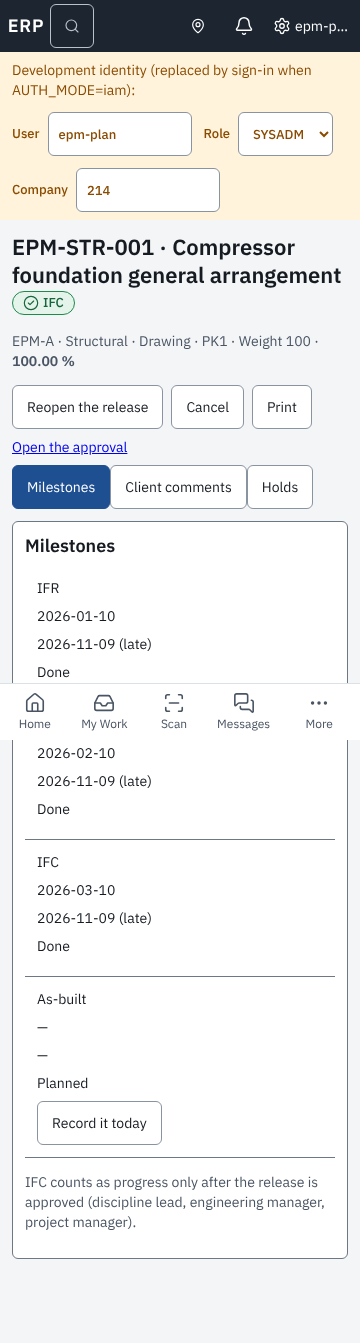 ERP
epm-p...
Development identity (replaced by sign-in when
AUTH_MODE=iam):
User epm-plan Role SYSADM
Company 214
EPM-STR-001 · Compressor
foundation general arrangement
IFC
EPM-A · Structural · Drawing · PK1 · Weight 100 ·
100.00 %
Reopen the release Cancel Print
Open the approval
Milestones Client comments Holds
Milestones
IFR
2026-01-10
2026-11-09 (late)
Done
Home My Work Scan Messages More
2026-02-10
2026-11-09 (late)
Done
IFC
2026-03-10
2026-11-09 (late)
Done
As-built
—
—
Planned
Record it today
IFC counts as progress only after the release is
approved (discipline lead, engineering manager,
project manager).